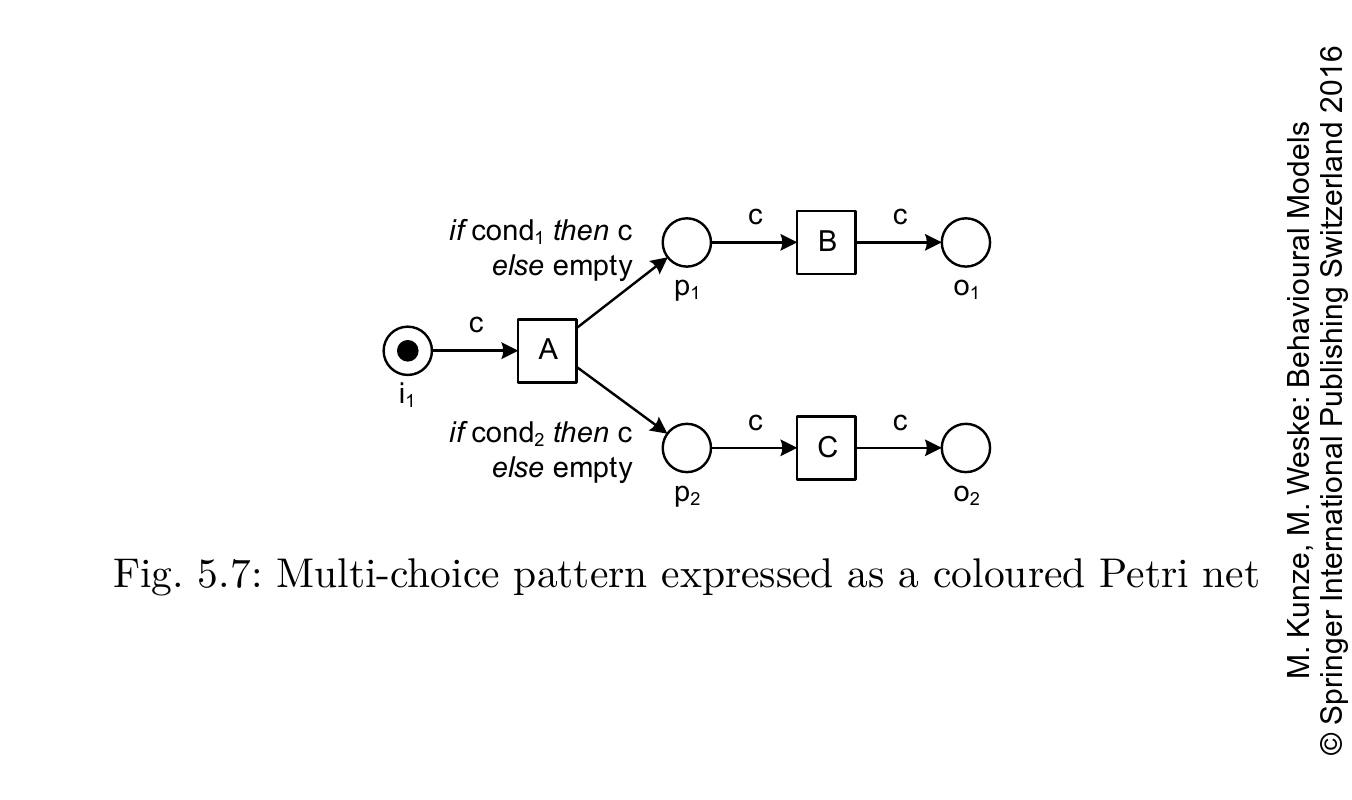 if cond₁ then c
else empty
c
B
c
p₁
o₁
c
A
i₁
if cond₂ then c
else empty
c
C
c
p₂
o₂
Fig. 5.7: Multi-choice pattern expressed as a coloured Petri net
M. Kunze, M. Weske: Behavioural Models
© Springer International Publishing Switzerland 2016